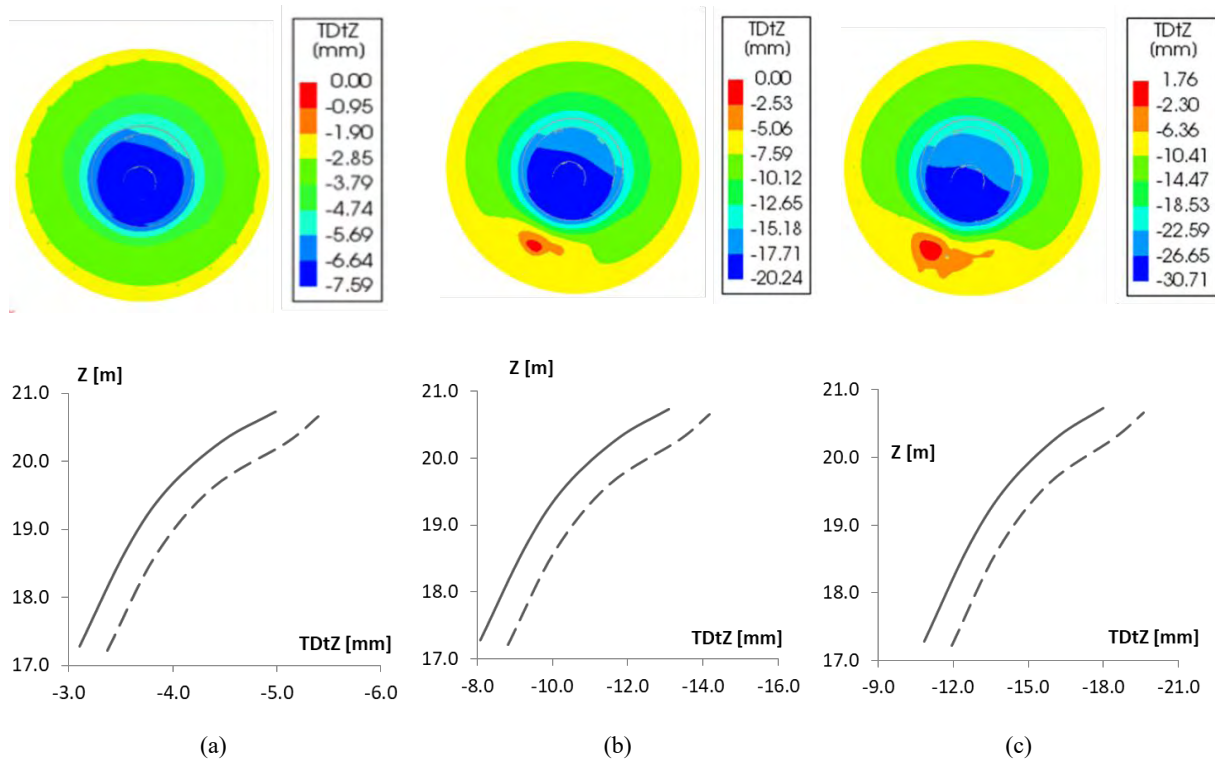 TDtZ
(mm)
0.00
-0.95
-1.90
-2.85
-3.79
-4.74
-5.69
-6.64
-7.59
TDtZ
(mm)
0.00
-2.53
-5.06
-7.59
-10.12
-12.65
-15.18
-17.71
-20.24
TDtZ
(mm)
1.76
-2.30
-6.36
-10.41
-14.47
-18.53
-22.59
-26.65
-30.71
Z [m]
21.0
20.0
19.0
18.0
17.0
TDtZ [mm]
-3.0 -4.0 -5.0 -6.0
(a)
Z [m]
21.0
20.0
19.0
18.0
17.0
TDtZ [mm]
-8.0 -10.0 -12.0 -14.0 -16.0
(b)
21.0
20.0
Z [m]
19.0
18.0
17.0
TDtZ [mm]
-9.0 -12.0 -15.0 -18.0 -21.0
(c)